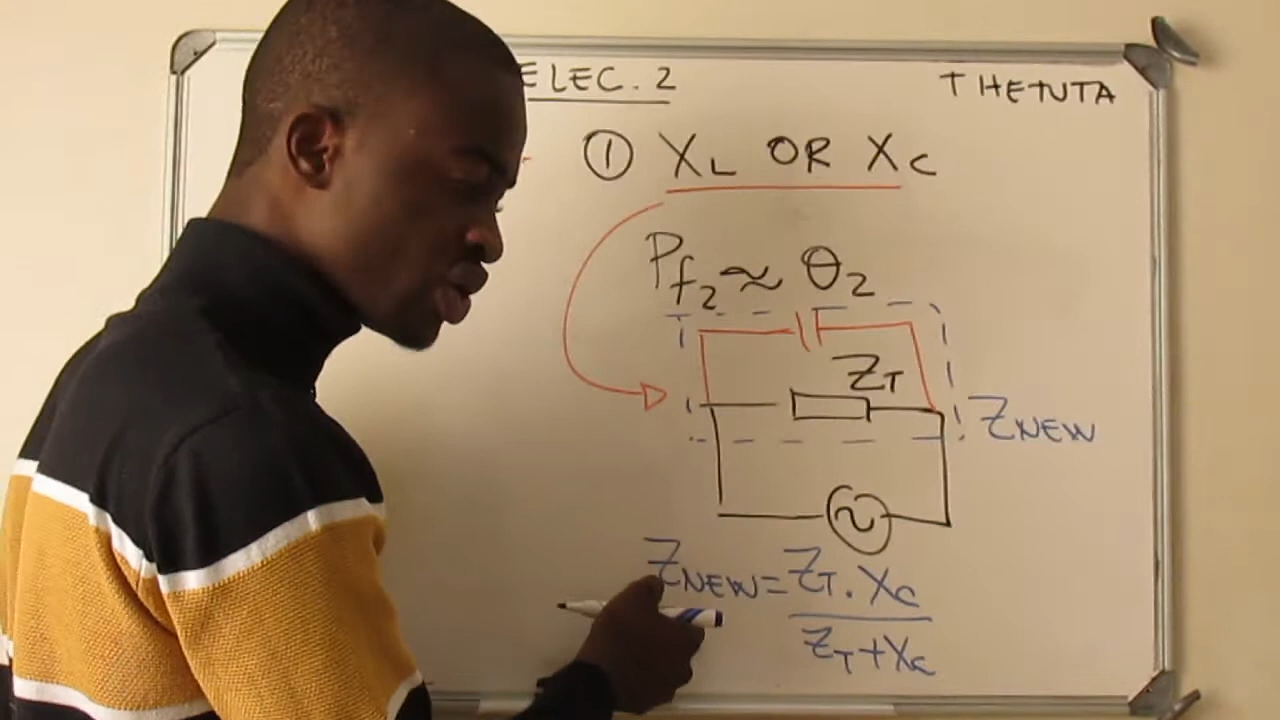 ELEC. 2
THETUTA
① XL OR XC
Pf2 ≈ θ2
ZT
ZNEW
ZNEW = ZT . XC
ZT + XC